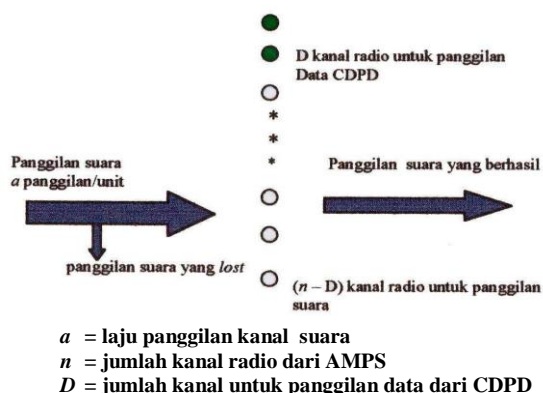 D kanal radio untuk panggilan
Data CDPD
*
*
*
Panggilan suara
a panggilan/unit
Panggilan suara yang berhasil
panggilan suara yang lost
(n – D) kanal radio untuk panggilan
suara
a = laju panggilan kanal suara
n = jumlah kanal radio dari AMPS
D = jumlah kanal untuk panggilan data dari CDPD